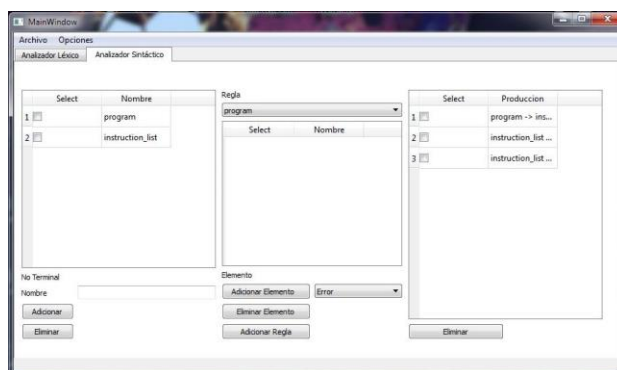 MainWindow
Archivo Opciones
Analizador Léxico Analizador Sintáctico
Select Nombre
1 program
2 instruction_list
No Terminal
Nombre
Adicionar
Eliminar
Regla
program
Select Nombre
Elemento
Adicionar Elemento Error
Eliminar Elemento
Adicionar Regla
Select Produccion
1 program -> ins...
2 instruction_list ...
3 instruction_list ...
Eliminar